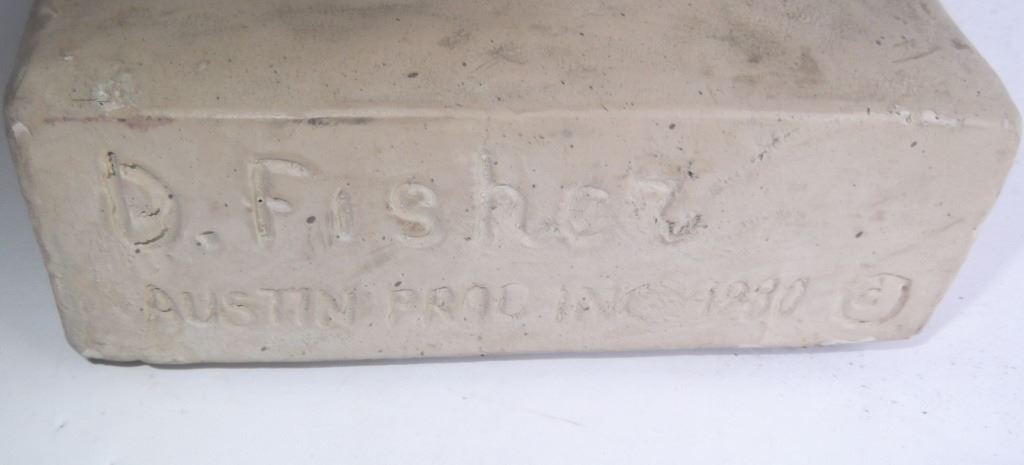 D. Fisher
AUSTIN PROD INC 1980 ©